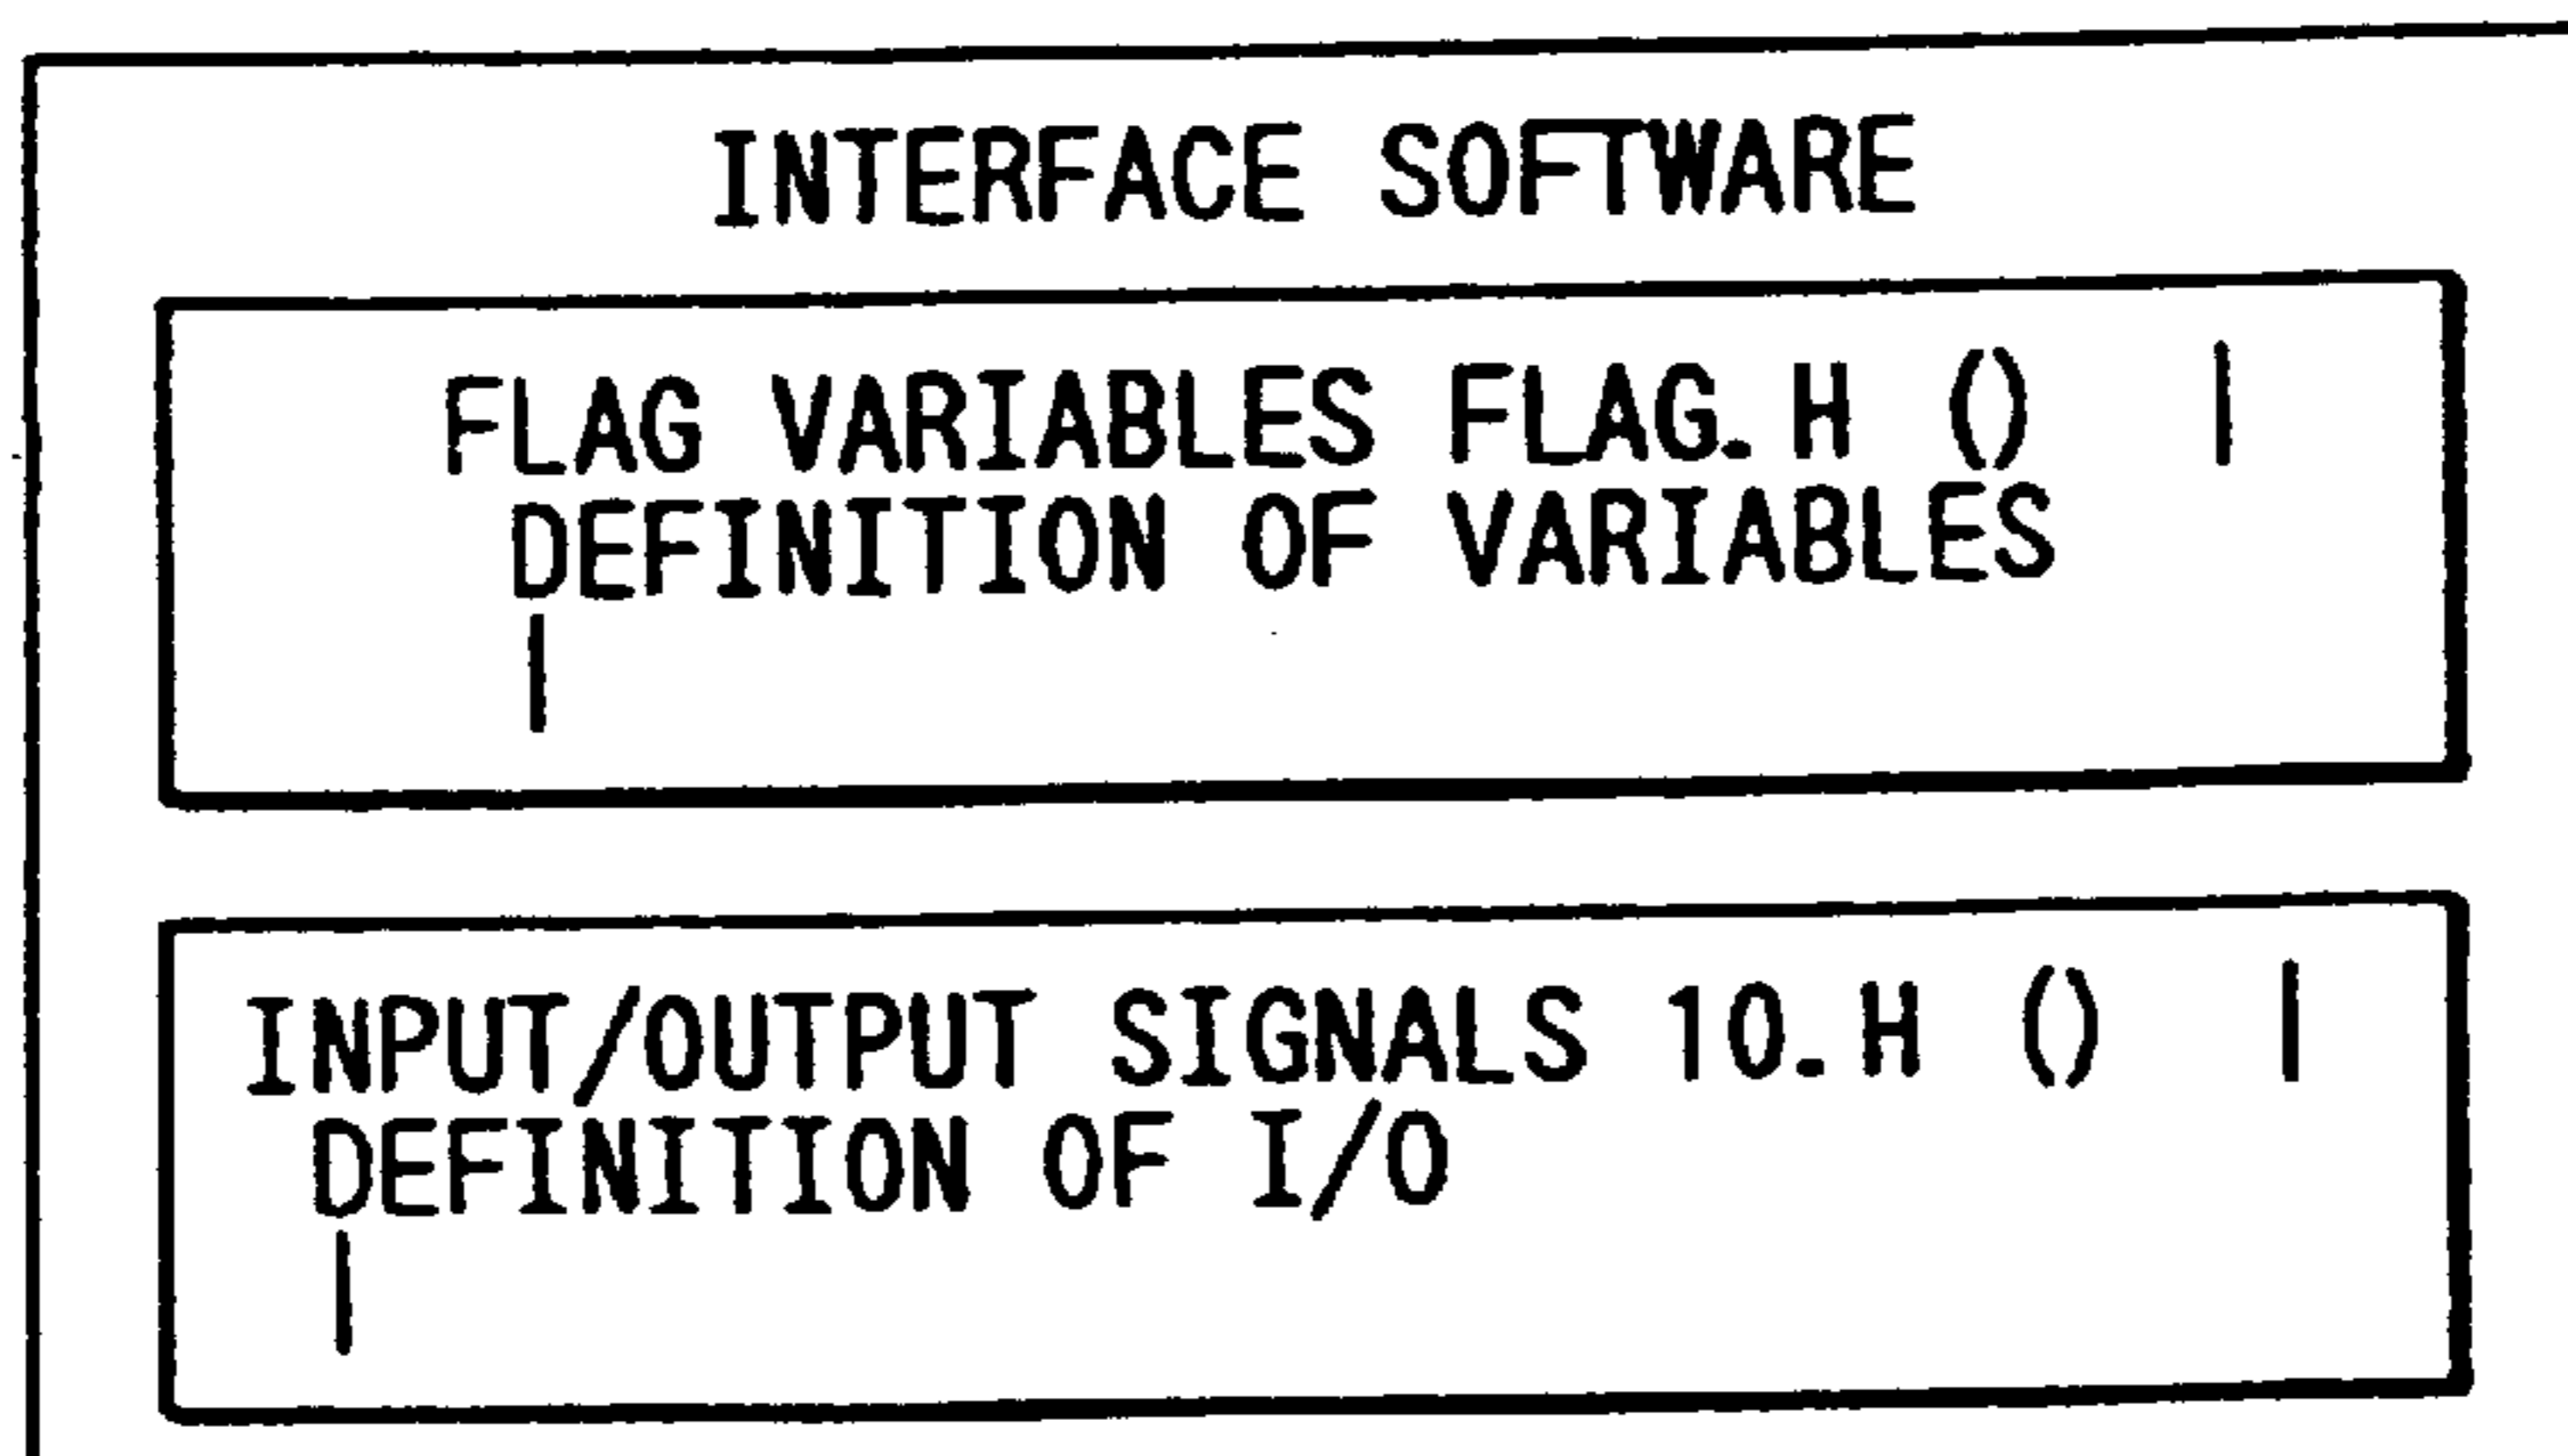 INTERFACE SOFTWARE
FLAG VARIABLES FLAG.H () |
DEFINITION OF VARIABLES
|
INPUT/OUTPUT SIGNALS 10.H () |
DEFINITION OF I/O
|